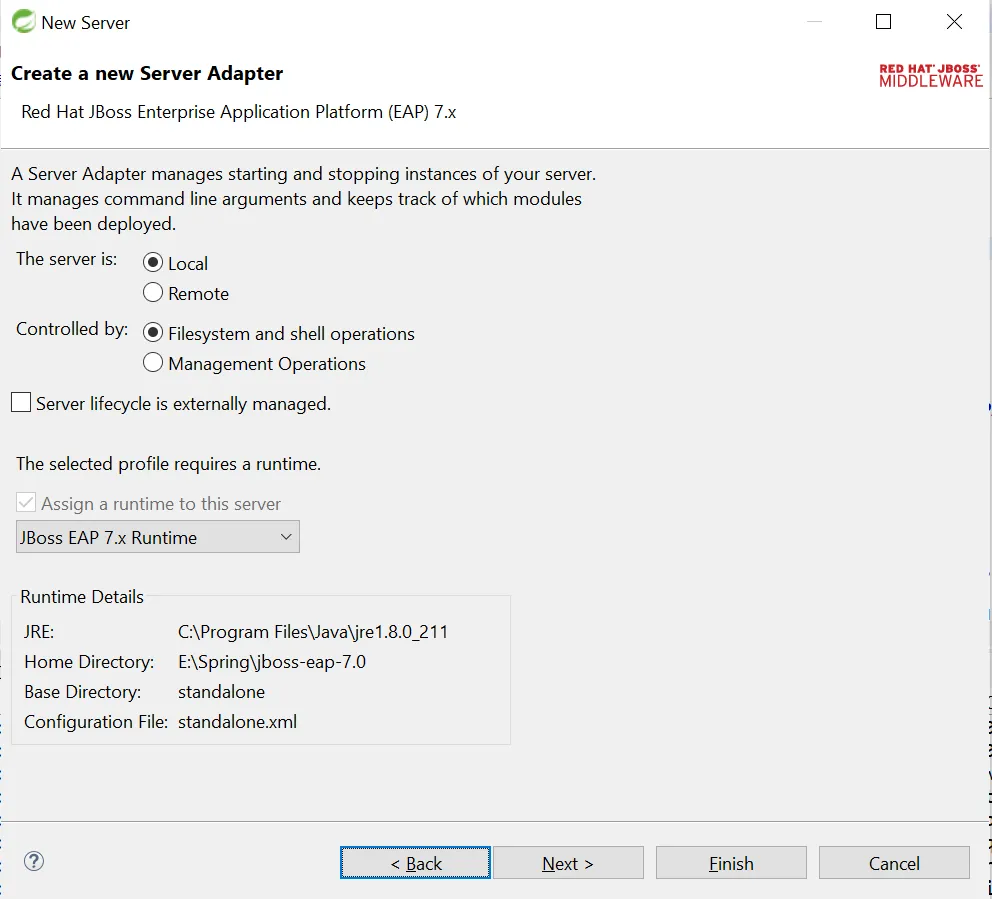 New Server
Create a new Server Adapter
RED HAT JBOSS
MIDDLEWARE
Red Hat JBoss Enterprise Application Platform (EAP) 7.x
A Server Adapter manages starting and stopping instances of your server.
It manages command line arguments and keeps track of which modules
have been deployed.
The server is: Local
Remote
Controlled by: Filesystem and shell operations
Management Operations
Server lifecycle is externally managed.
The selected profile requires a runtime.
Assign a runtime to this server
JBoss EAP 7.x Runtime
Runtime Details
JRE: C:\Program Files\Java\jre1.8.0_211
Home Directory: E:\Spring\jboss-eap-7.0
Base Directory: standalone
Configuration File: standalone.xml
? < Back Next > Finish Cancel